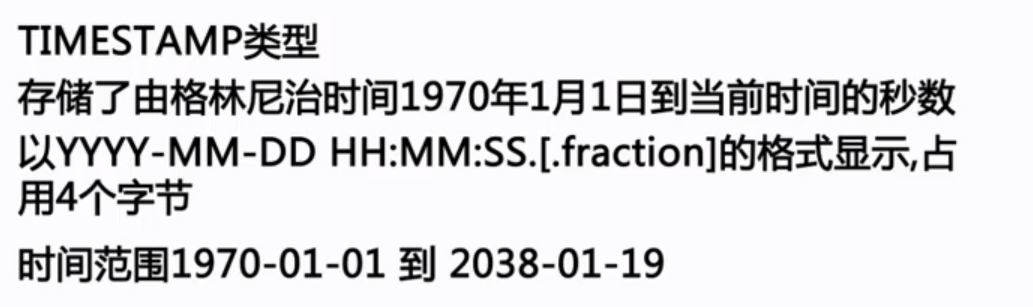 TIMESTAMP类型
存储了由格林尼治时间1970年1月1日到当前时间的秒数
以YYYY-MM-DD HH:MM:SS.[.fraction]的格式显示,占
用4个字节
时间范围1970-01-01 到 2038-01-19